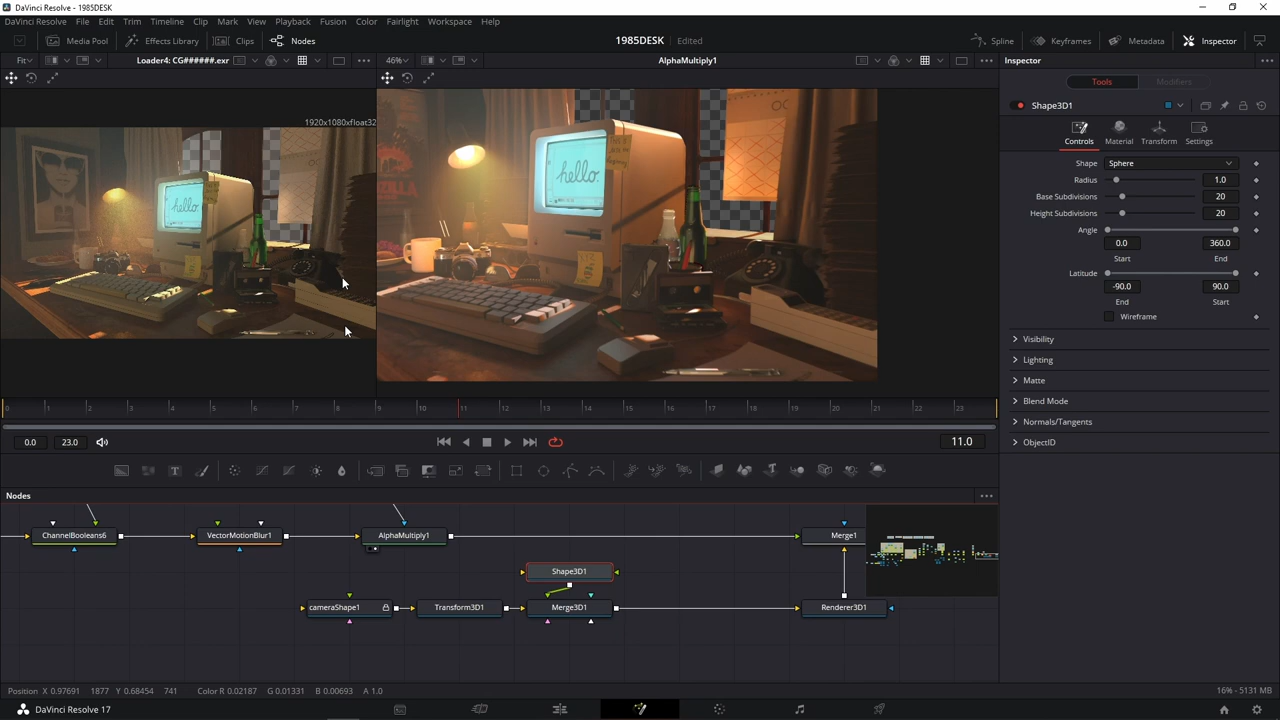 DaVinci Resolve - 1985DESK
DaVinci Resolve File Edit Trim Timeline Clip Mark View Playback Fusion Color Fairlight Workspace Help
Media Pool Effects Library Clips Nodes 1985DESK Edited Spline Keyframes Metadata Inspector
Fit Loader4: CG######.exr 46% AlphaMultiply1 Inspector
Tools Modifiers
Shape3D1
1920x1080xfloat32
Controls Material Transform Settings
Shape Sphere
Radius 1.0
Base Subdivisions 20
Height Subdivisions 20
Angle
0.0 360.0
Start End
Latitude
-90.0 90.0
End Start
Wireframe
Visibility
Lighting
Matte
Blend Mode
Normals/Tangents
ObjectID
hello.
hello.
0 1 2 3 4 5 6 7 8 9 10 11 12 13 14 15 16 17 18 19 20 21 22 23
0.0 23.0 11.0
Nodes
ChannelBooleans6 VectorMotionBlur1 AlphaMultiply1 Merge1
Shape3D1
cameraShape1 Transform3D1 Merge3D1 Renderer3D1
Position X 0.97691 1877 Y 0.68454 741 Color R 0.02187 G 0.01331 B 0.00693 A 1.0 16% - 5131 MB
DaVinci Resolve 17